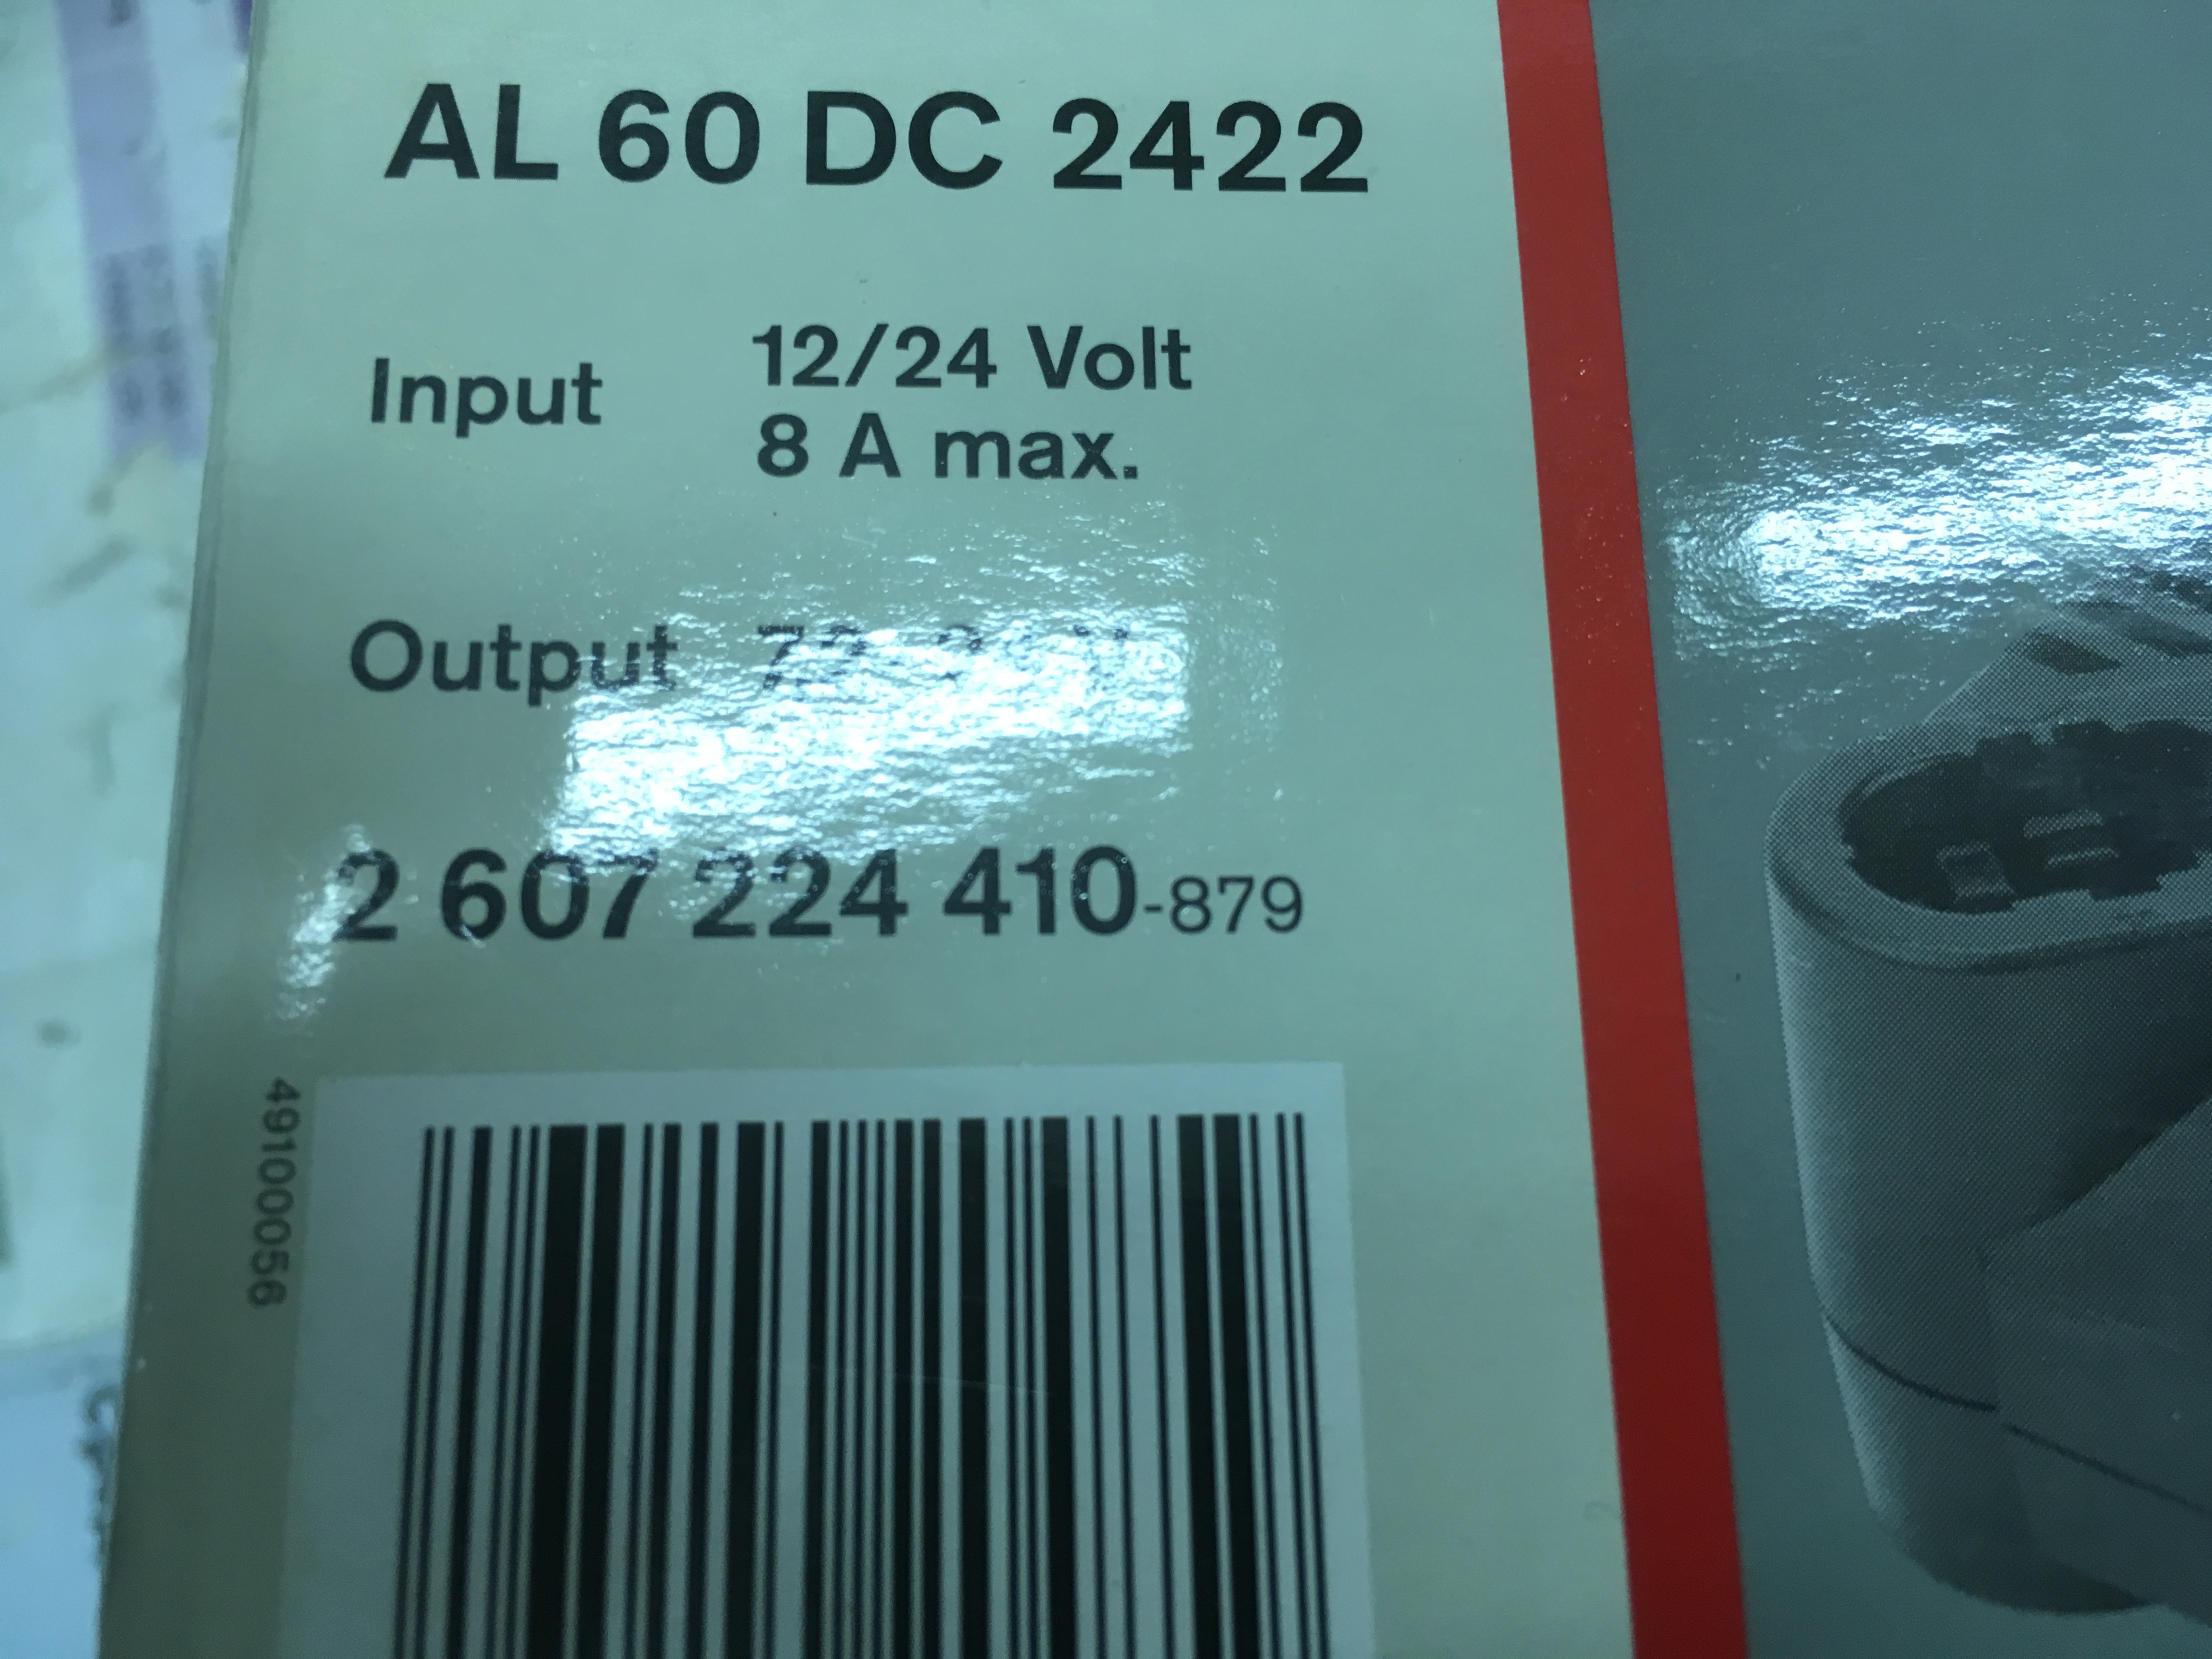 AL 60 DC 2422
Input
12/24 Volt
8 A max.
Output
2 607 224 410-879
49100056